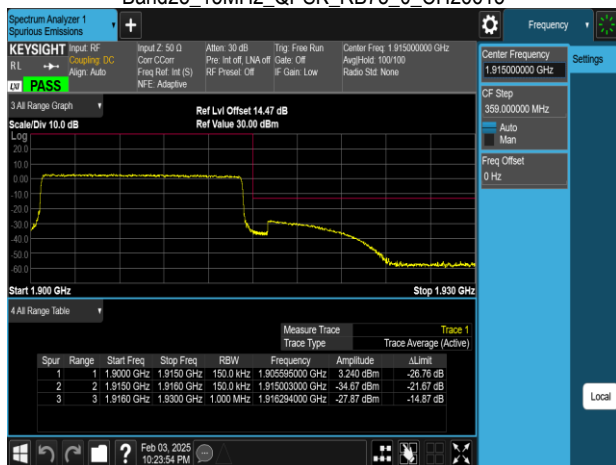 Spectrum Analyzer 1
Spurious Emissions
+
Frequency
KEYSIGHT
RL
PASS
Input: RF
Coupling: DC
Align: Auto
Input Z: 50 Ω
Corr CCorr
Freq Ref: Int (S)
NFE: Adaptive
Atten: 30 dB
Pre: Int off, LNA off
RF Preset: Off
Trig: Free Run
Gate: Off
IF Gain: Low
Center Freq: 1.915000000 GHz
Avg|Hold: 100/100
Radio Std: None
Center Frequency
1.915000000 GHz
Settings
CF Step
359.000000 MHz
Auto
Man
Freq Offset
0 Hz
Local
3 All Range Graph
Scale/Div 10.0 dB
Ref Lvl Offset 14.47 dB
Ref Value 30.00 dBm
Log
20.0
10.0
0.00
-10.0
-20.0
-30.0
-40.0
-50.0
-60.0
Start 1.900 GHz
Stop 1.930 GHz
4 All Range Table
Measure Trace Trace 1
Trace Type Trace Average (Active)
Spur Range Start Freq Stop Freq RBW Frequency Amplitude ΔLimit
1 1 1.9000 GHz 1.9150 GHz 150.0 kHz 1.905595000 GHz 3.240 dBm -26.76 dB
2 2 1.9150 GHz 1.9160 GHz 150.0 kHz 1.915003000 GHz -34.67 dBm -21.67 dB
3 3 1.9160 GHz 1.9300 GHz 1.000 MHz 1.916294000 GHz -27.87 dBm -14.87 dB
?
Feb 03, 2025
10:23:54 PM